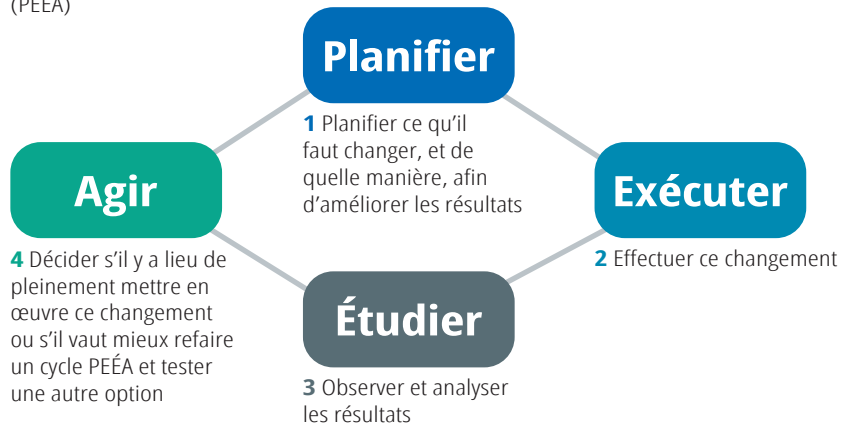 (PEÉA)
Planifier
1 Planifier ce qu'il
faut changer, et de
quelle manière, afin
d'améliorer les résultats
Exécuter
2 Effectuer ce changement
Étudier
3 Observer et analyser
les résultats
Agir
4 Décider s'il y a lieu de
pleinement mettre en
œuvre ce changement
ou s'il vaut mieux refaire
un cycle PEÉA et tester
une autre option